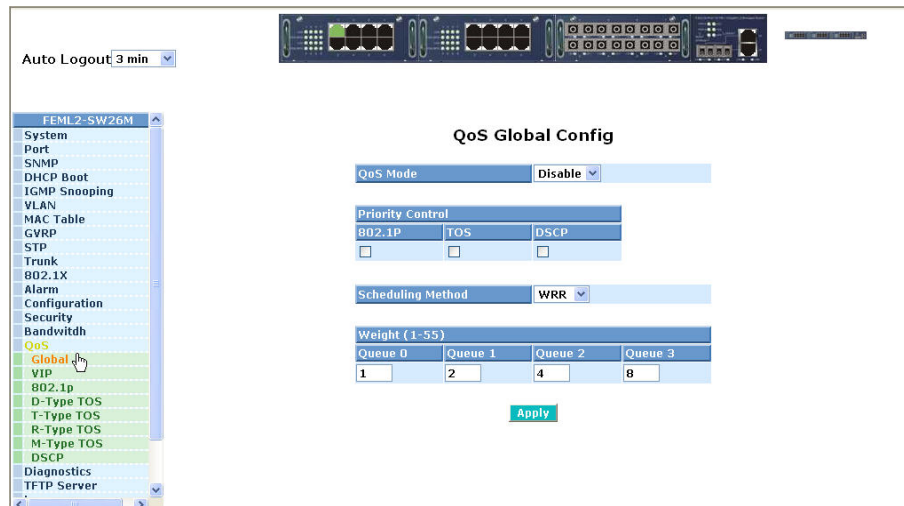 Auto Logout 3 min
FEML2-SW26M
System
Port
SNMP
DHCP Boot
IGMP Snooping
VLAN
MAC Table
GVRP
STP
Trunk
802.1X
Alarm
Configuration
Security
Bandwitdh
QoS
Global
VIP
802.1p
D-Type TOS
T-Type TOS
R-Type TOS
M-Type TOS
DSCP
Diagnostics
TFTP Server
QoS Global Config
QoS Mode Disable
Priority Control
802.1P TOS DSCP
Scheduling Method WRR
Weight (1-55)
Queue 0 Queue 1 Queue 2 Queue 3
1 2 4 8
Apply